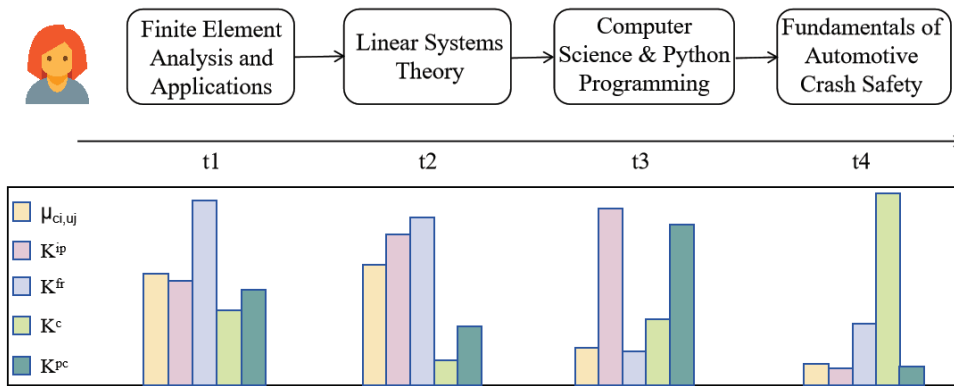 Finite Element
Analysis and
Applications
Linear Systems
Theory
Computer
Science & Python
Programming
Fundamentals of
Automotive
Crash Safety
t1
t2
t3
t4
μci,uj
Kip
Kfr
Kc
Kpc